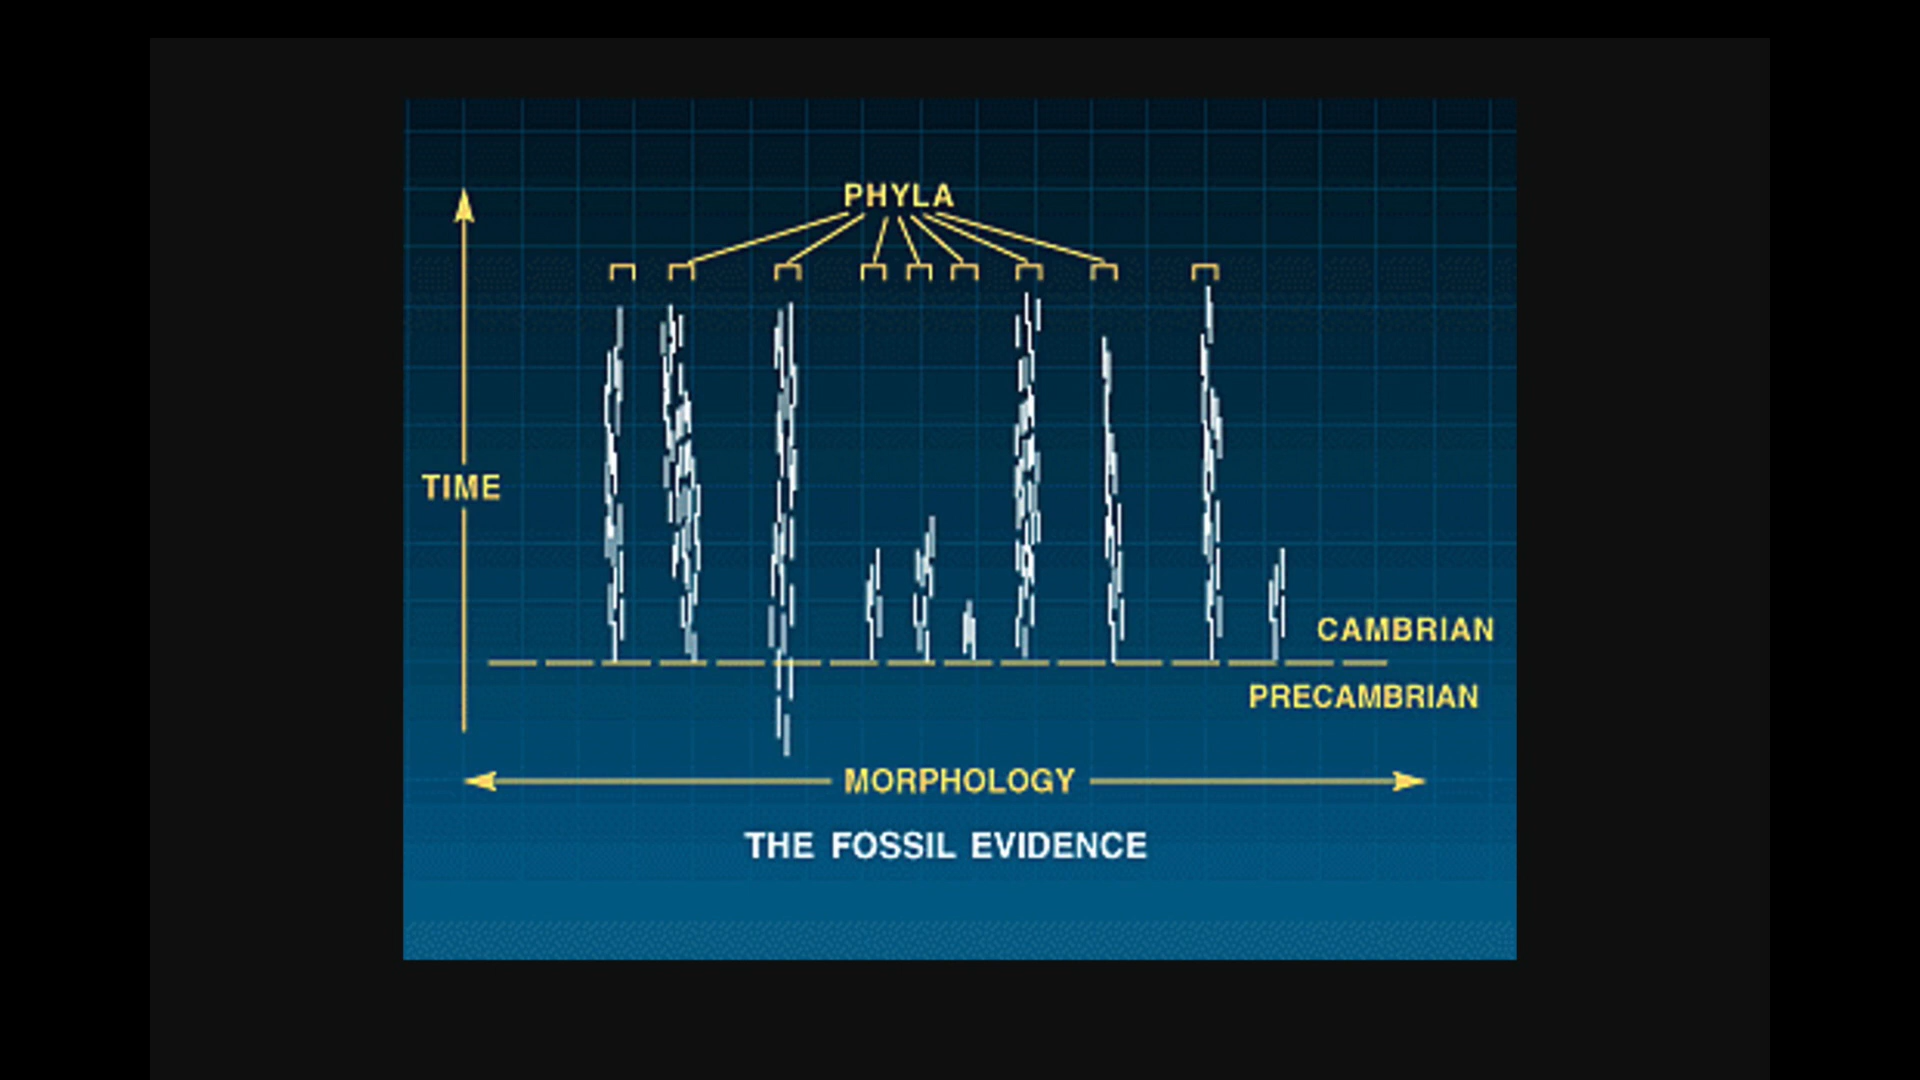 PHYLA
TIME
CAMBRIAN
PRECAMBRIAN
MORPHOLOGY
THE FOSSIL EVIDENCE